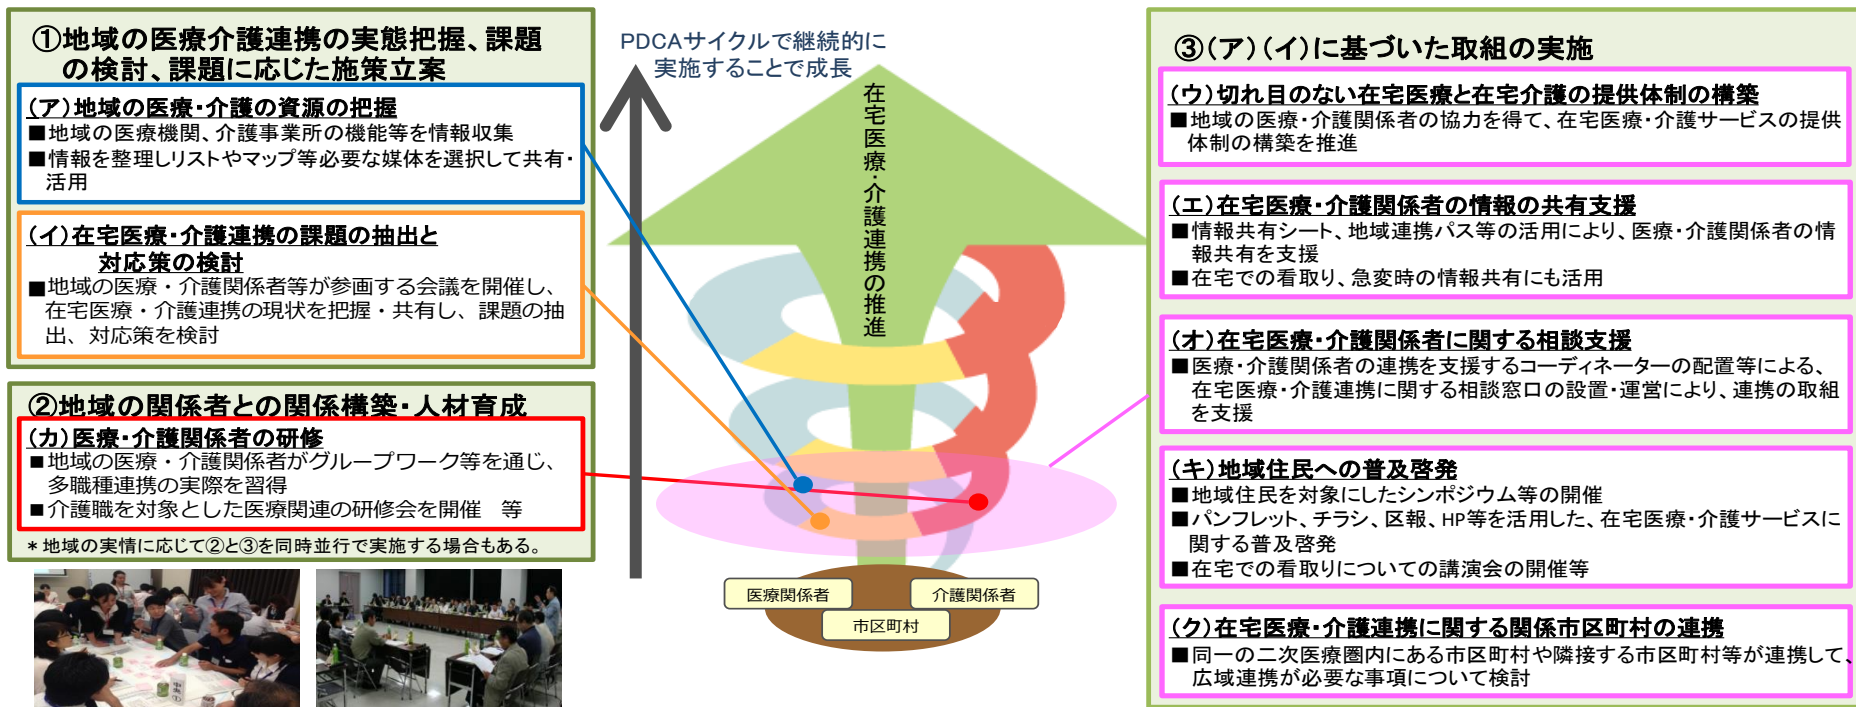 ①地域の医療介護連携の実態把握、課題
の検討、課題に応じた施策立案
(ア)地域の医療・介護の資源の把握
■地域の医療機関、介護事業所の機能等を情報収集
■情報を整理しリストやマップ等必要な媒体を選択して共有・
活用
(イ)在宅医療・介護連携の課題の抽出と
対応策の検討
■地域の医療・介護関係者等が参画する会議を開催し、
在宅医療・介護連携の現状を把握・共有し、課題の抽
出、対応策を検討
②地域の関係者との関係構築・人材育成
(カ)医療・介護関係者の研修
■地域の医療・介護関係者がグループワーク等を通じ、
多職種連携の実際を習得
■介護職を対象とした医療関連の研修会を開催　等
*地域の実情に応じて②と③を同時並行で実施する場合もある。
PDCAサイクルで継続的に
実施することで成長
在宅医療・介護連携の推進
医療関係者
介護関係者
市区町村
③(ア)(イ)に基づいた取組の実施
(ウ)切れ目のない在宅医療と在宅介護の提供体制の構築
■地域の医療・介護関係者の協力を得て、在宅医療・介護サービスの提供
体制の構築を推進
(エ)在宅医療・介護関係者の情報の共有支援
■情報共有シート、地域連携パス等の活用により、医療・介護関係者の情
報共有を支援
■在宅での看取り、急変時の情報共有にも活用
(オ)在宅医療・介護関係者に関する相談支援
■医療・介護関係者の連携を支援するコーディネーターの配置等による、
在宅医療・介護連携に関する相談窓口の設置・運営により、連携の取組
を支援
(キ)地域住民への普及啓発
■地域住民を対象にしたシンポジウム等の開催
■パンフレット、チラシ、区報、HP等を活用した、在宅医療・介護サービスに
関する普及啓発
■在宅での看取りについての講演会の開催等
(ク)在宅医療・介護連携に関する関係市区町村の連携
■同一の二次医療圏内にある市区町村や隣接する市区町村等が連携して、
広域連携が必要な事項について検討